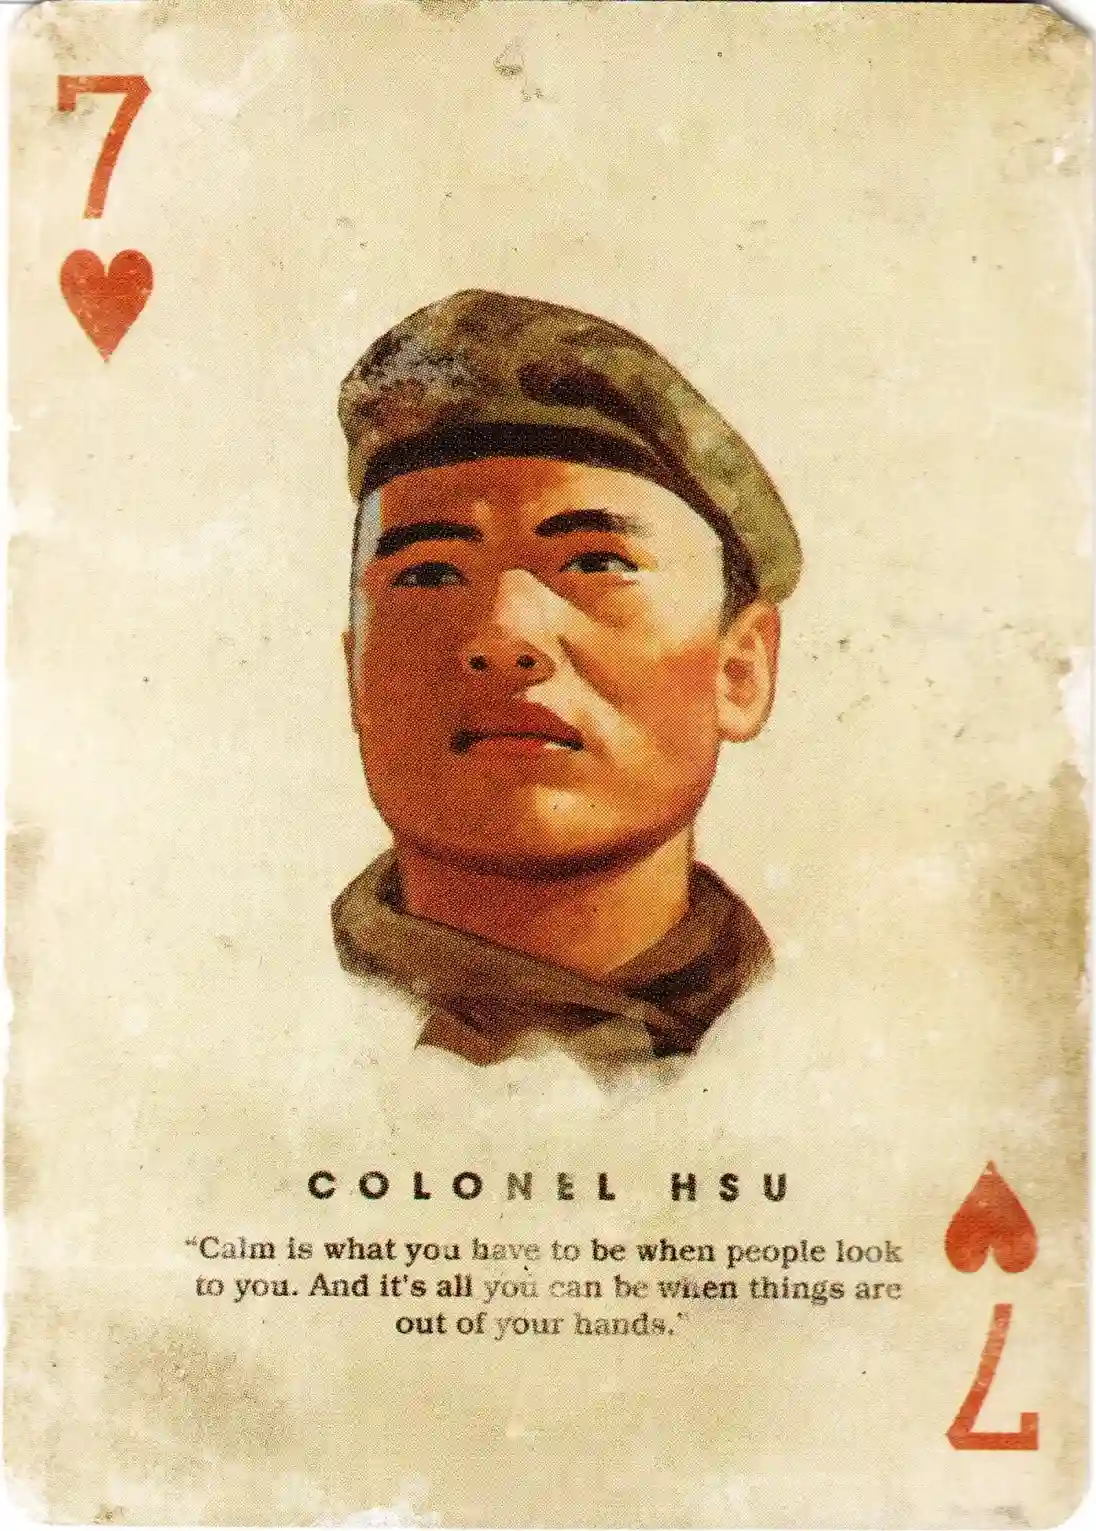 7
COLONEL HSU
“Calm is what you have to be when people look
to you. And it's all you can be when things are
out of your hands.”
7